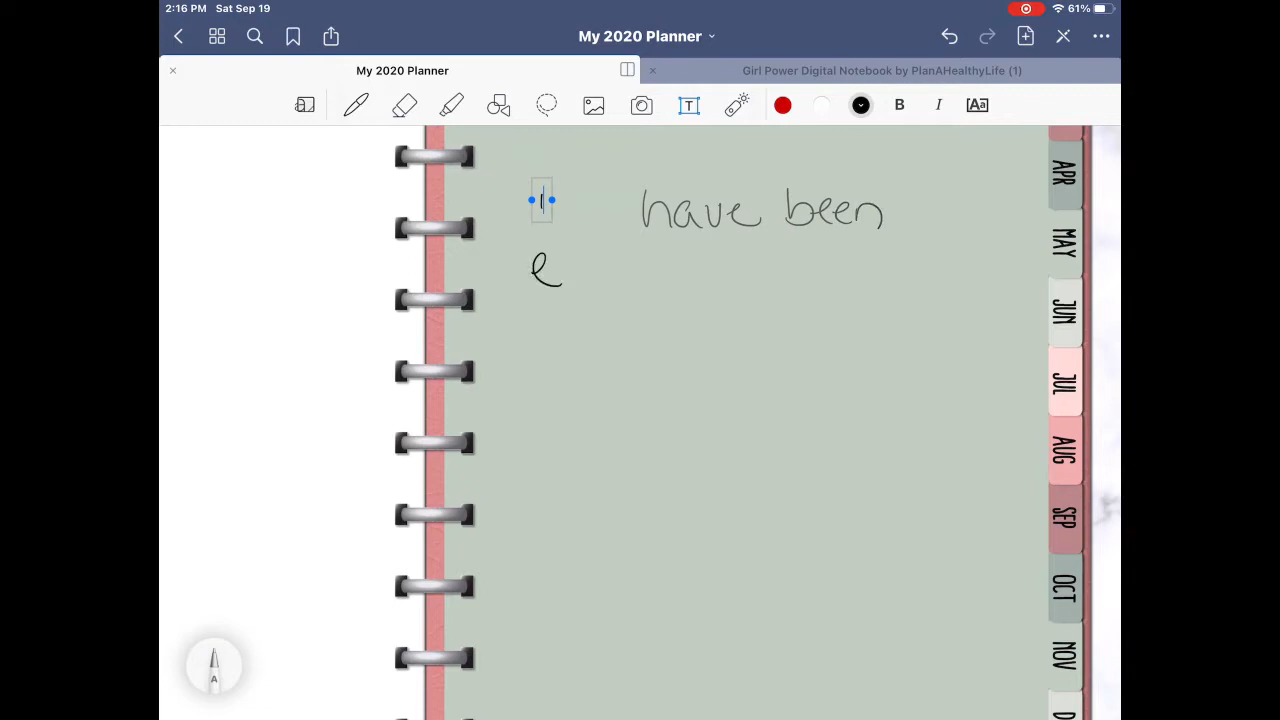 2:16 PM Sat Sep 19 61%
My 2020 Planner
My 2020 Planner Girl Power Digital Notebook by PlanAHealthyLife (1)
T B I Aa
I have been
e
APR
MAY
JUN
JUL
AUG
SEP
OCT
NOV
D
A